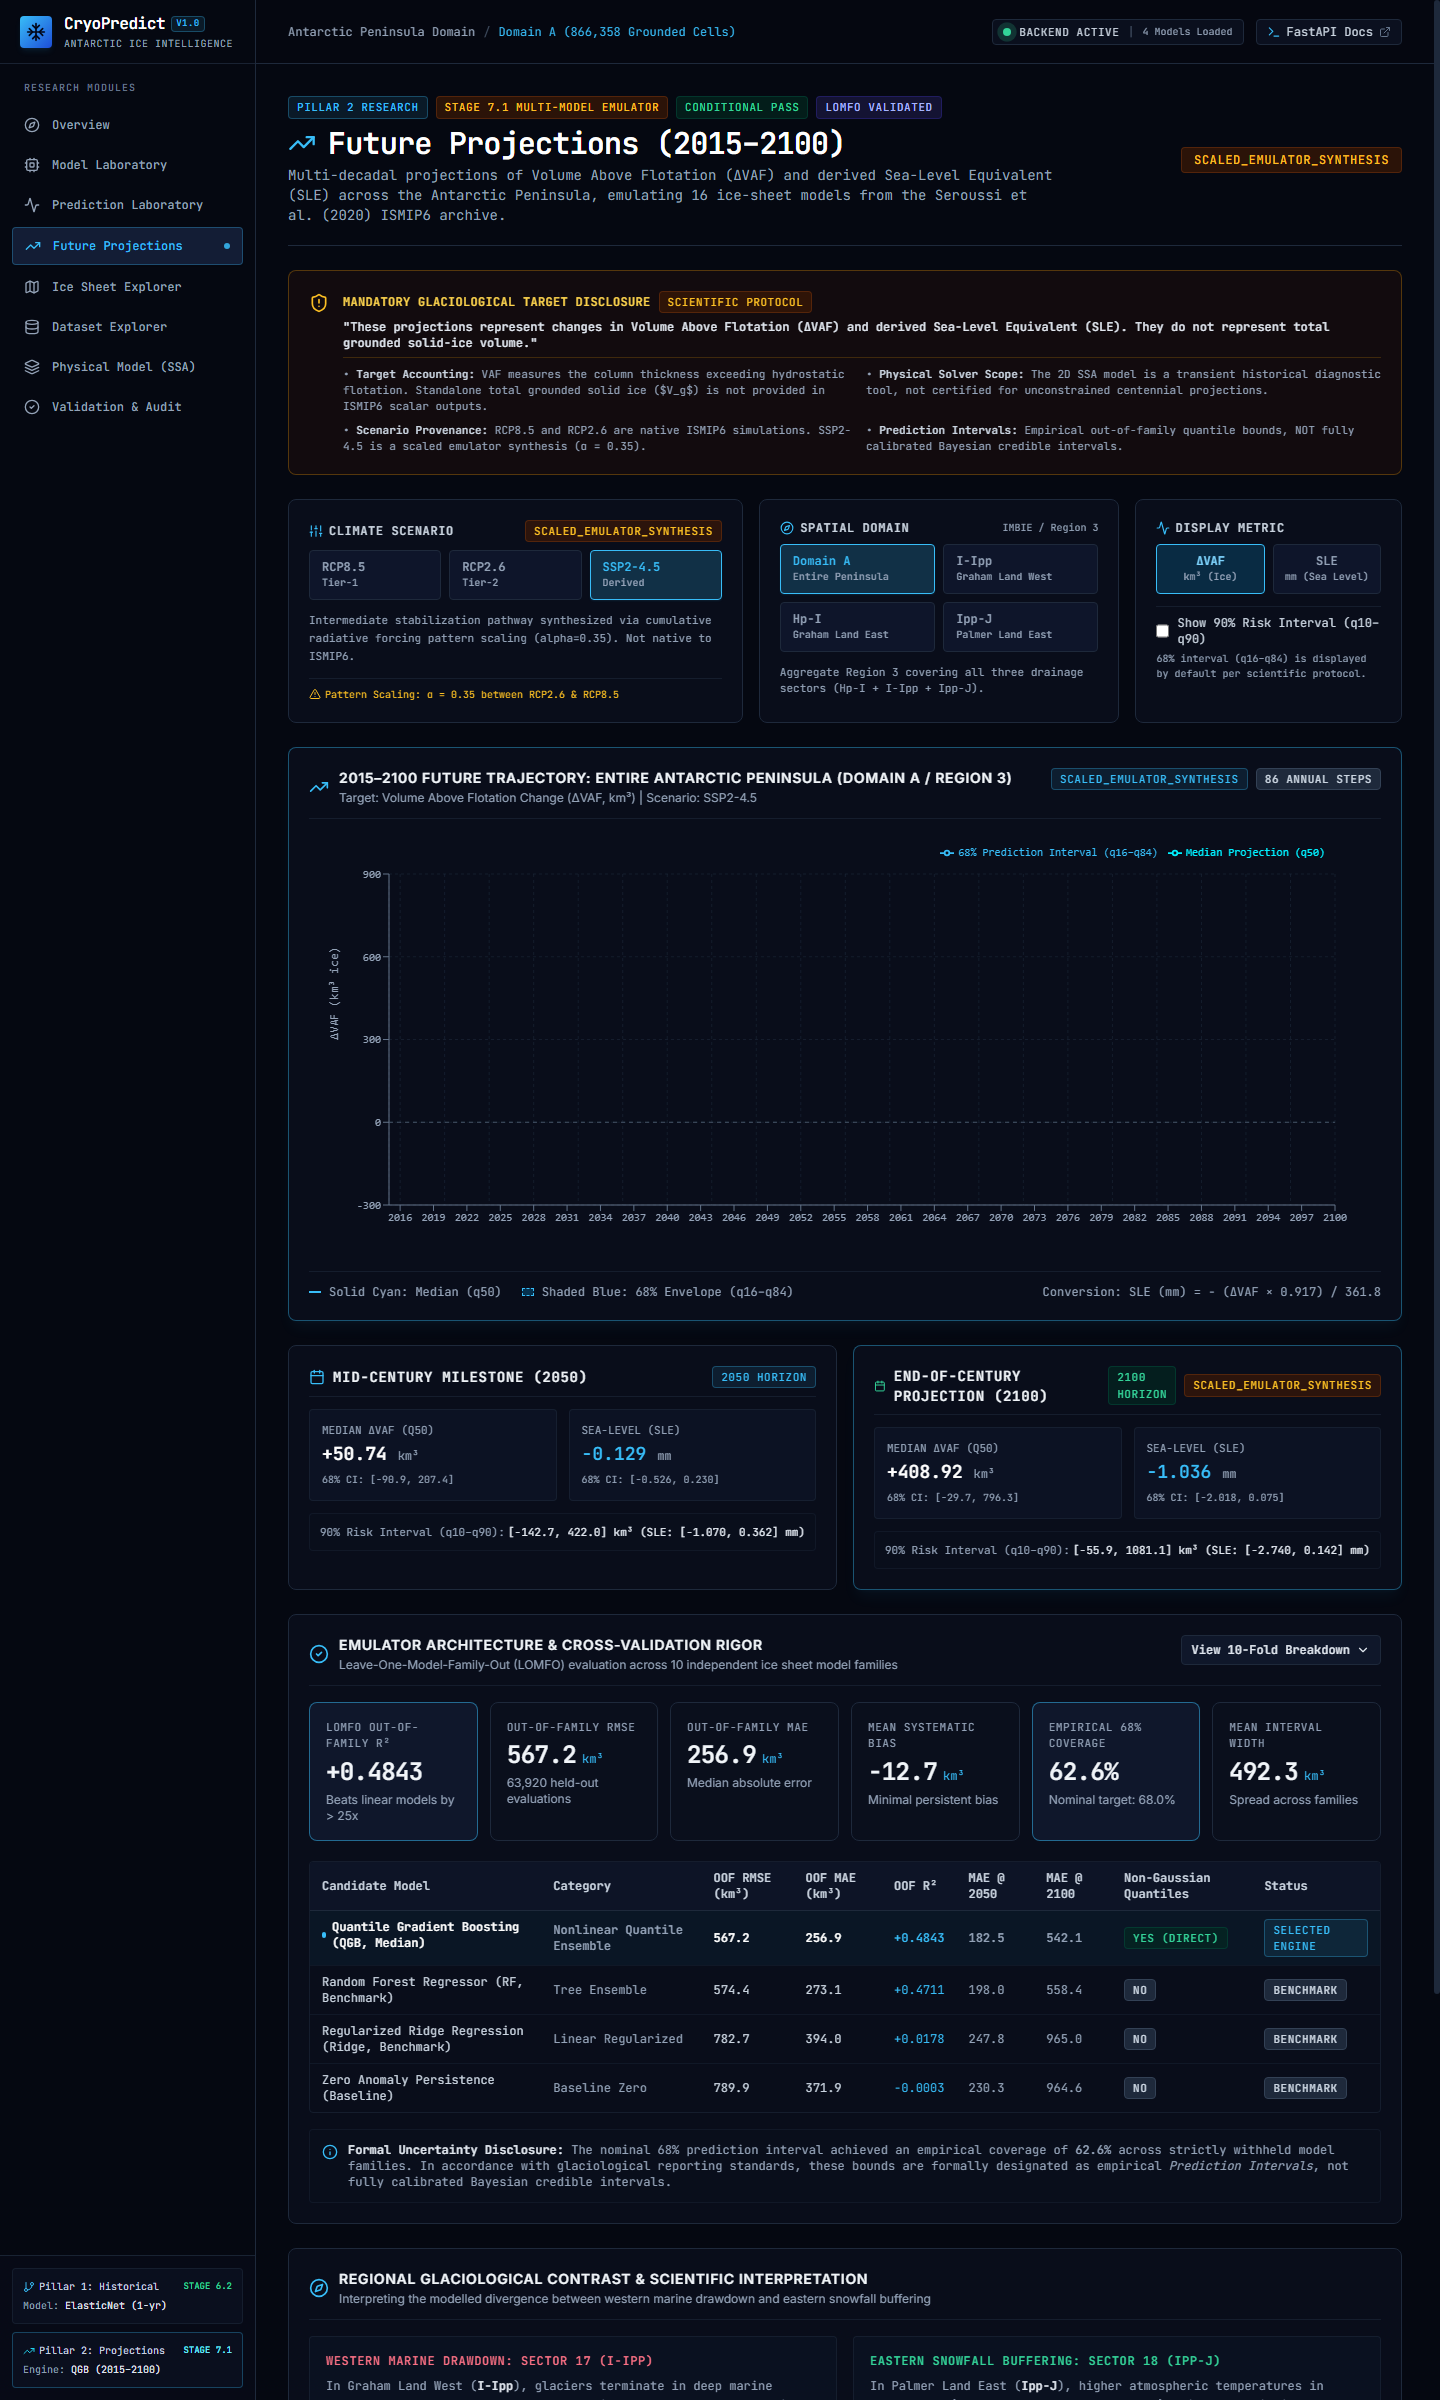 CryoPredict V1.0
ANTARCTIC ICE INTELLIGENCE
RESEARCH MODULES
Overview
Model Laboratory
Prediction Laboratory
Future Projections
Ice Sheet Explorer
Dataset Explorer
Physical Model (SSA)
Validation & Audit
Pillar 1: Historical STAGE 6.2
Model: ElasticNet (1-yr)
Pillar 2: Projections STAGE 7.1
Engine: QGB (2015–2100)
Antarctic Peninsula Domain / Domain A (866,358 Grounded Cells)
BACKEND ACTIVE | 4 Models Loaded
FastAPI Docs
PILLAR 2 RESEARCH STAGE 7.1 MULTI-MODEL EMULATOR CONDITIONAL PASS LOMFO VALIDATED
Future Projections (2015–2100)
Multi-decadal projections of Volume Above Flotation (ΔVAF) and derived Sea-Level Equivalent
(SLE) across the Antarctic Peninsula, emulating 16 ice-sheet models from the Seroussi et
al. (2020) ISMIP6 archive.
SCALED_EMULATOR_SYNTHESIS
MANDATORY GLACIOLOGICAL TARGET DISCLOSURE SCIENTIFIC PROTOCOL
"These projections represent changes in Volume Above Flotation (ΔVAF) and derived Sea-Level Equivalent (SLE). They do not represent total
grounded solid-ice volume."
• Target Accounting: VAF measures the column thickness exceeding hydrostatic
flotation. Standalone total grounded solid ice ($V_g$) is not provided in
ISMIP6 scalar outputs.
• Physical Solver Scope: The 2D SSA model is a transient historical diagnostic
tool, not certified for unconstrained centennial projections.
• Scenario Provenance: RCP8.5 and RCP2.6 are native ISMIP6 simulations. SSP2-
4.5 is a scaled emulator synthesis (α = 0.35).
• Prediction Intervals: Empirical out-of-family quantile bounds, NOT fully
calibrated Bayesian credible intervals.
CLIMATE SCENARIO SCALED_EMULATOR_SYNTHESIS
RCP8.5 RCP2.6 SSP2-4.5
Tier-1 Tier-2 Derived
Intermediate stabilization pathway synthesized via cumulative
radiative forcing pattern scaling (alpha=0.35). Not native to
ISMIP6.
Pattern Scaling: α = 0.35 between RCP2.6 & RCP8.5
SPATIAL DOMAIN IMBIE / Region 3
Domain A I-Ipp
Entire Peninsula Graham Land West
Hp-I Ipp-J
Graham Land East Palmer Land East
Aggregate Region 3 covering all three drainage
sectors (Hp-I + I-Ipp + Ipp-J).
DISPLAY METRIC
ΔVAF SLE
km³ (Ice) mm (Sea Level)
Show 90% Risk Interval (q10–
q90)
68% interval (q16–q84) is displayed
by default per scientific protocol.
2015–2100 FUTURE TRAJECTORY: ENTIRE ANTARCTIC PENINSULA (DOMAIN A / REGION 3)
Target: Volume Above Flotation Change (ΔVAF, km³) | Scenario: SSP2-4.5
SCALED_EMULATOR_SYNTHESIS 86 ANNUAL STEPS
68% Prediction Interval (q16–q84) Median Projection (q50)
ΔVAF (km³ ice)
900
600
300
0
-300
2016 2019 2022 2025 2028 2031 2034 2037 2040 2043 2046 2049 2052 2055 2058 2061 2064 2067 2070 2073 2076 2079 2082 2085 2088 2091 2094 2097 2100
Solid Cyan: Median (q50) Shaded Blue: 68% Envelope (q16–q84) Conversion: SLE (mm) = - (ΔVAF × 0.917) / 361.8
MID-CENTURY MILESTONE (2050) 2050 HORIZON
MEDIAN ΔVAF (Q50) SEA-LEVEL (SLE)
+50.74 km³ -0.129 mm
68% CI: [-90.9, 207.4] 68% CI: [-0.526, 0.230]
90% Risk Interval (q10–q90): [-142.7, 422.0] km³ (SLE: [-1.070, 0.362] mm)
END-OF-CENTURY
PROJECTION (2100)
2100
HORIZON
SCALED_EMULATOR_SYNTHESIS
MEDIAN ΔVAF (Q50) SEA-LEVEL (SLE)
+408.92 km³ -1.036 mm
68% CI: [-29.7, 796.3] 68% CI: [-2.018, 0.075]
90% Risk Interval (q10–q90): [-55.9, 1081.1] km³ (SLE: [-2.740, 0.142] mm)
EMULATOR ARCHITECTURE & CROSS-VALIDATION RIGOR
Leave-One-Model-Family-Out (LOMFO) evaluation across 10 independent ice sheet model families
View 10-Fold Breakdown
LOMFO OUT-OF-
FAMILY R²
+0.4843
Beats linear models by
> 25x
OUT-OF-FAMILY RMSE
567.2 km³
63,920 held-out
evaluations
OUT-OF-FAMILY MAE
256.9 km³
Median absolute error
MEAN SYSTEMATIC
BIAS
-12.7 km³
Minimal persistent bias
EMPIRICAL 68%
COVERAGE
62.6%
Nominal target: 68.0%
MEAN INTERVAL
WIDTH
492.3 km³
Spread across families
Candidate Model Category OOF RMSE (km³) OOF MAE (km³) OOF R² MAE @ 2050 MAE @ 2100 Non-Gaussian Quantiles Status
Quantile Gradient Boosting (QGB, Median) Nonlinear Quantile Ensemble 567.2 256.9 +0.4843 182.5 542.1 YES (DIRECT) SELECTED ENGINE
Random Forest Regressor (RF, Benchmark) Tree Ensemble 574.4 273.1 +0.4711 198.0 558.4 NO BENCHMARK
Regularized Ridge Regression (Ridge, Benchmark) Linear Regularized 782.7 394.0 +0.0178 247.8 965.0 NO BENCHMARK
Zero Anomaly Persistence (Baseline) Baseline Zero 789.9 371.9 -0.0003 230.3 964.6 NO BENCHMARK
Formal Uncertainty Disclosure: The nominal 68% prediction interval achieved an empirical coverage of 62.6% across strictly withheld model
families. In accordance with glaciological reporting standards, these bounds are formally designated as empirical Prediction Intervals, not
fully calibrated Bayesian credible intervals.
REGIONAL GLACIOLOGICAL CONTRAST & SCIENTIFIC INTERPRETATION
Interpreting the modelled divergence between western marine drawdown and eastern snowfall buffering
WESTERN MARINE DRAWDOWN: SECTOR 17 (I-IPP)
In Graham Land West (I-Ipp), glaciers terminate in deep marine
EASTERN SNOWFALL BUFFERING: SECTOR 18 (IPP-J)
In Palmer Land East (Ipp-J), higher atmospheric temperatures in